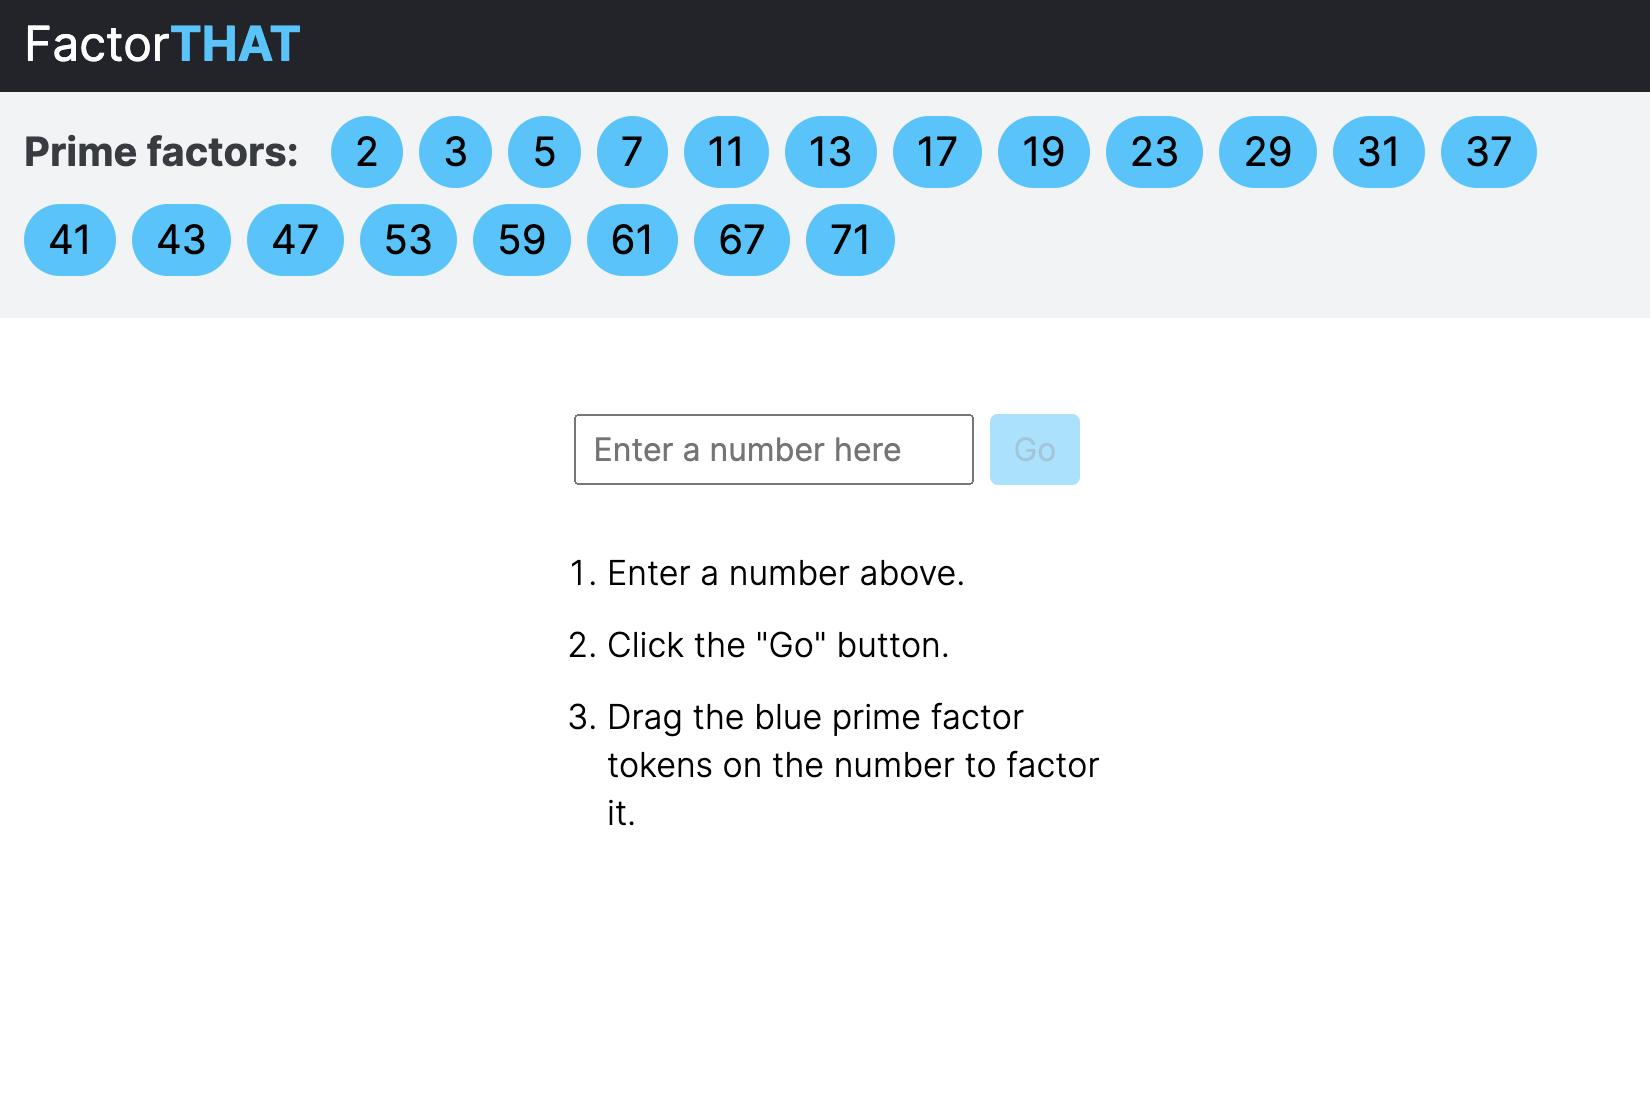 FactorTHAT
Prime factors: 2 3 5 7 11 13 17 19 23 29 31 37
41 43 47 53 59 61 67 71
Enter a number here Go
1. Enter a number above.
2. Click the "Go" button.
3. Drag the blue prime factor
tokens on the number to factor
it.